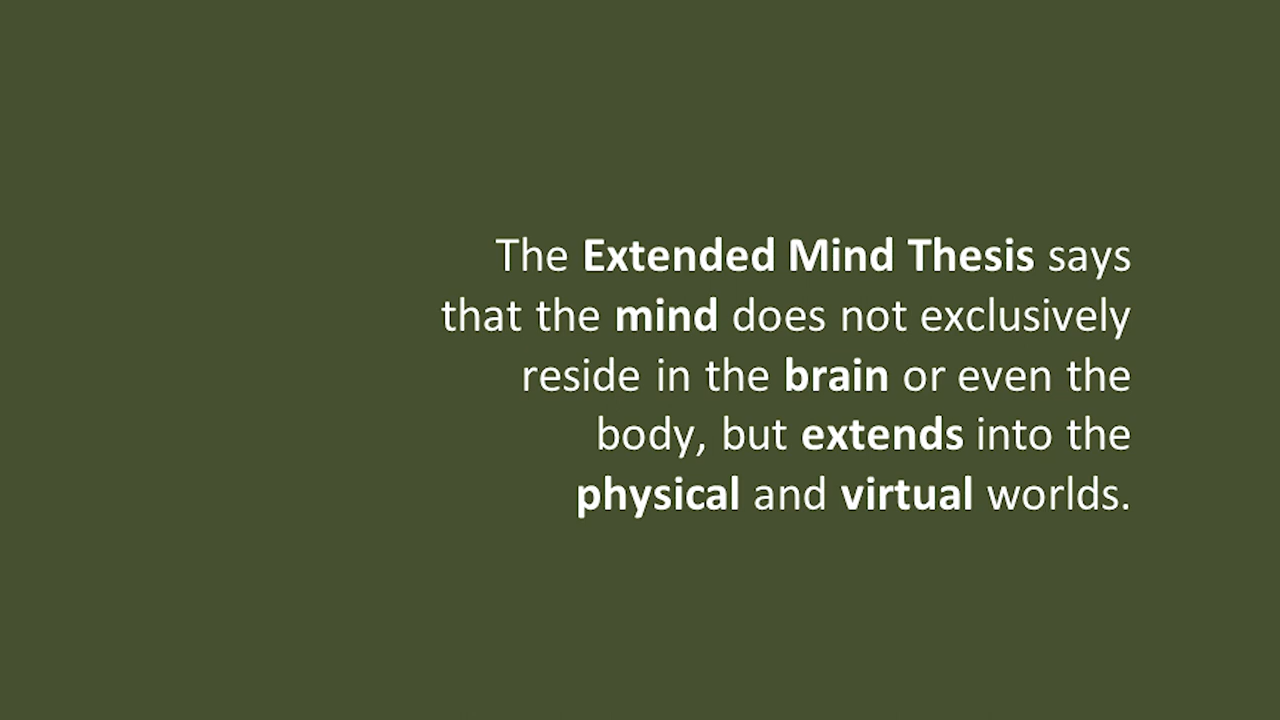 The Extended Mind Thesis says
that the mind does not exclusively
reside in the brain or even the
body, but extends into the
physical and virtual worlds.